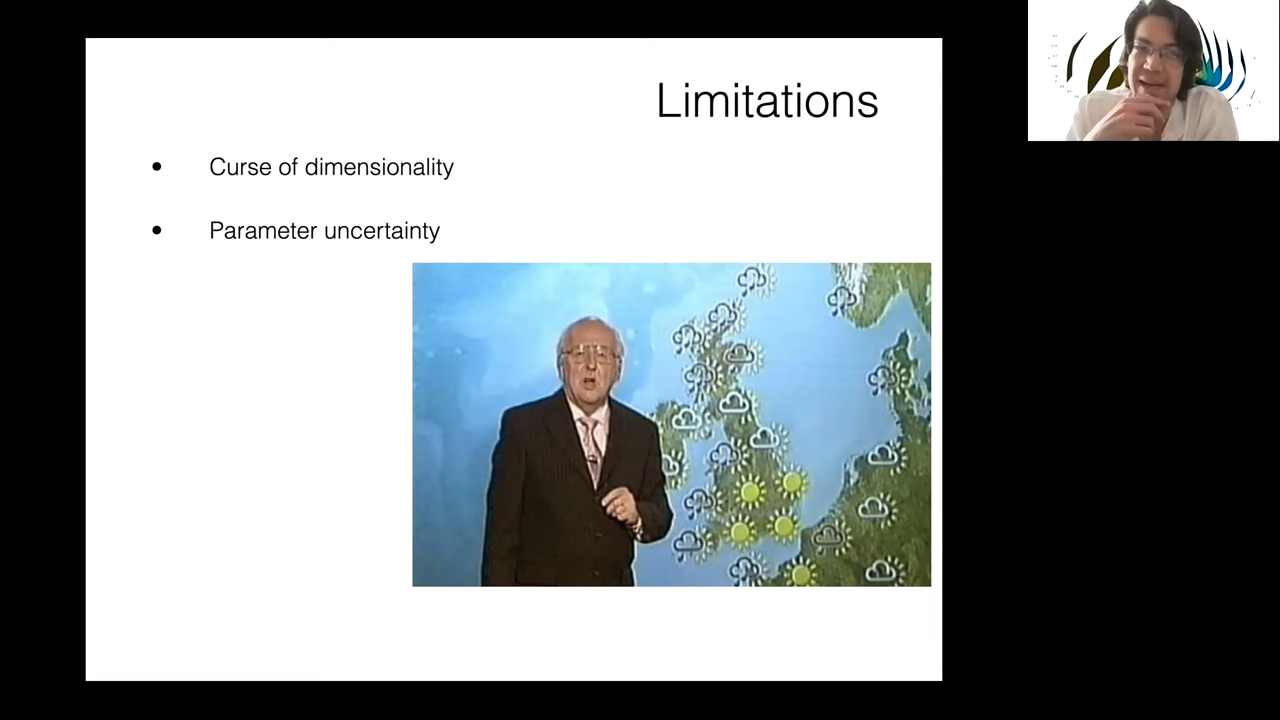 Limitations
• Curse of dimensionality
• Parameter uncertainty